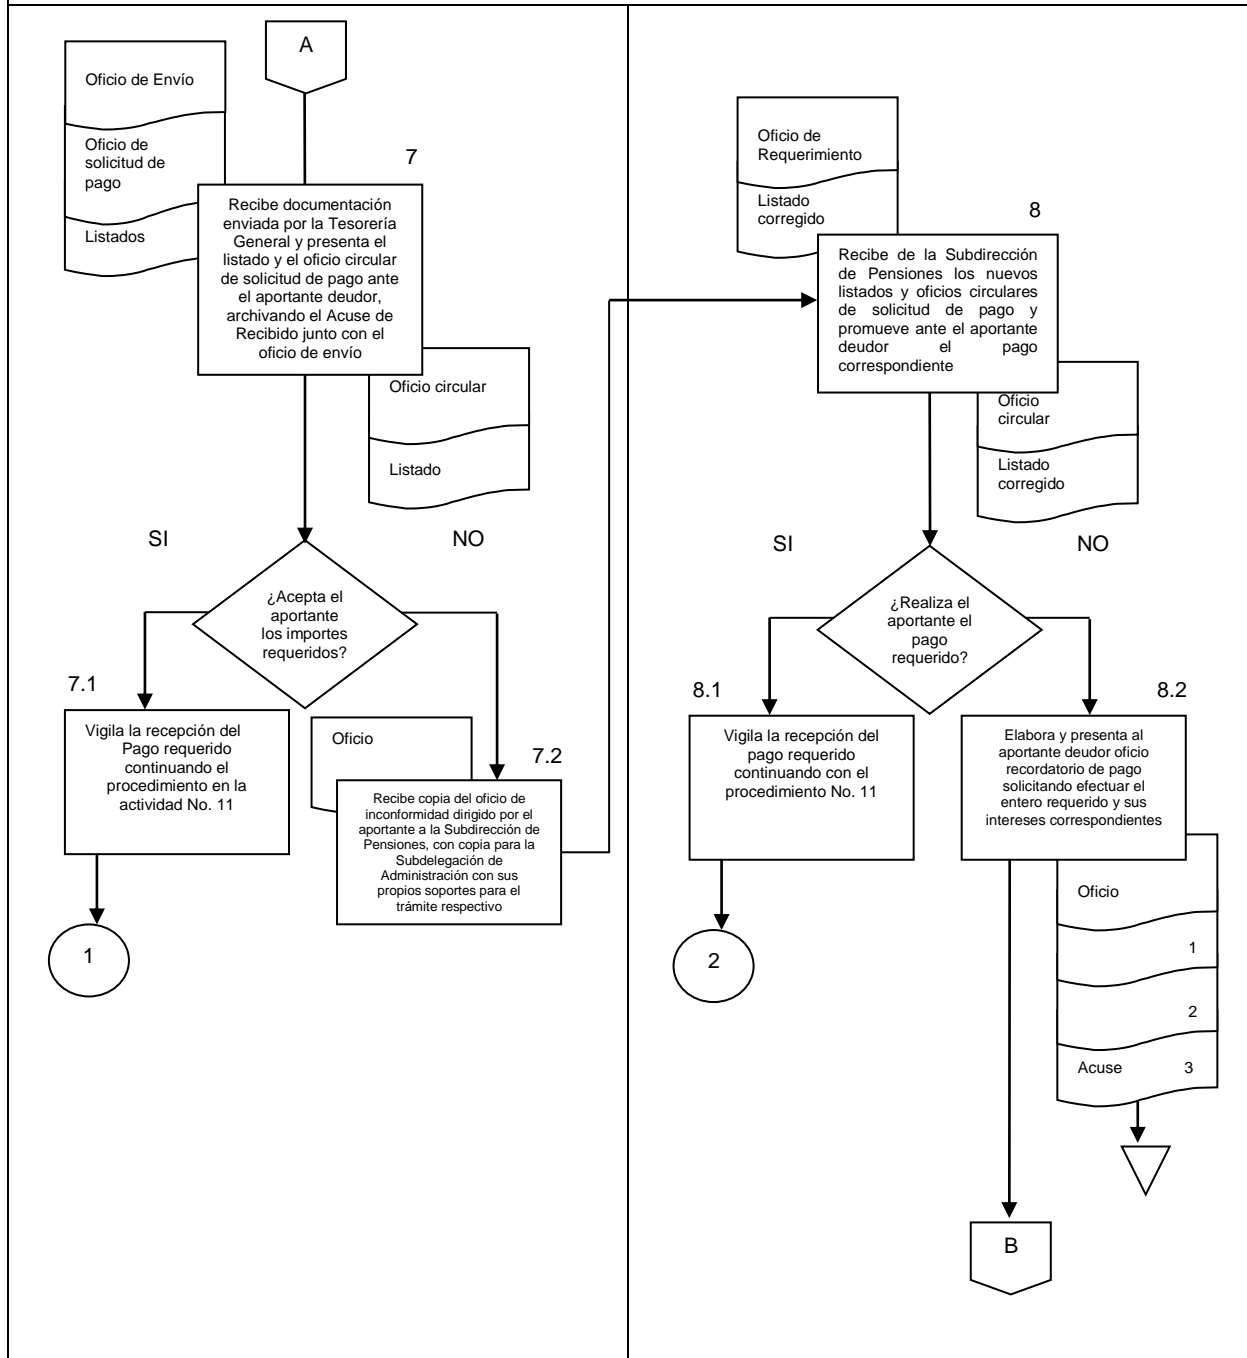 A
Oficio de Envío
Oficio de
solicitud de
pago
Listados
7
Recibe documentación
enviada por la Tesorería
General y presenta el
listado y el oficio circular
de solicitud de pago ante
el aportante deudor,
archivando el Acuse de
Recibido junto con el
oficio de envío
Oficio circular
Listado
SI
NO
¿Acepta el
aportante
los importes
requeridos?
7.1
Vigila la recepción del
Pago requerido
continuando el
procedimiento en la
actividad No. 11
1
Oficio
7.2
Recibe copia del oficio de
inconformidad dirigido por el
aportante a la Subdirección de
Pensiones, con copia para la
Subdelegación de
Administración con sus
propios soportes para el
trámite respectivo
Oficio de
Requerimiento
Listado
corregido
8
Recibe de la Subdirección
de Pensiones los nuevos
listados y oficios circulares
de solicitud de pago y
promueve ante el aportante
deudor el pago
correspondiente
Oficio
circular
Listado
corregido
SI
NO
¿Realiza el
aportante el
pago
requerido?
8.1
Vigila la recepción del
pago requerido
continuando con el
procedimiento No. 11
2
8.2
Elabora y presenta al
aportante deudor oficio
recordatorio de pago
solicitando efectuar el
entero requerido y sus
intereses correspondientes
Oficio
1
2
Acuse 3
B